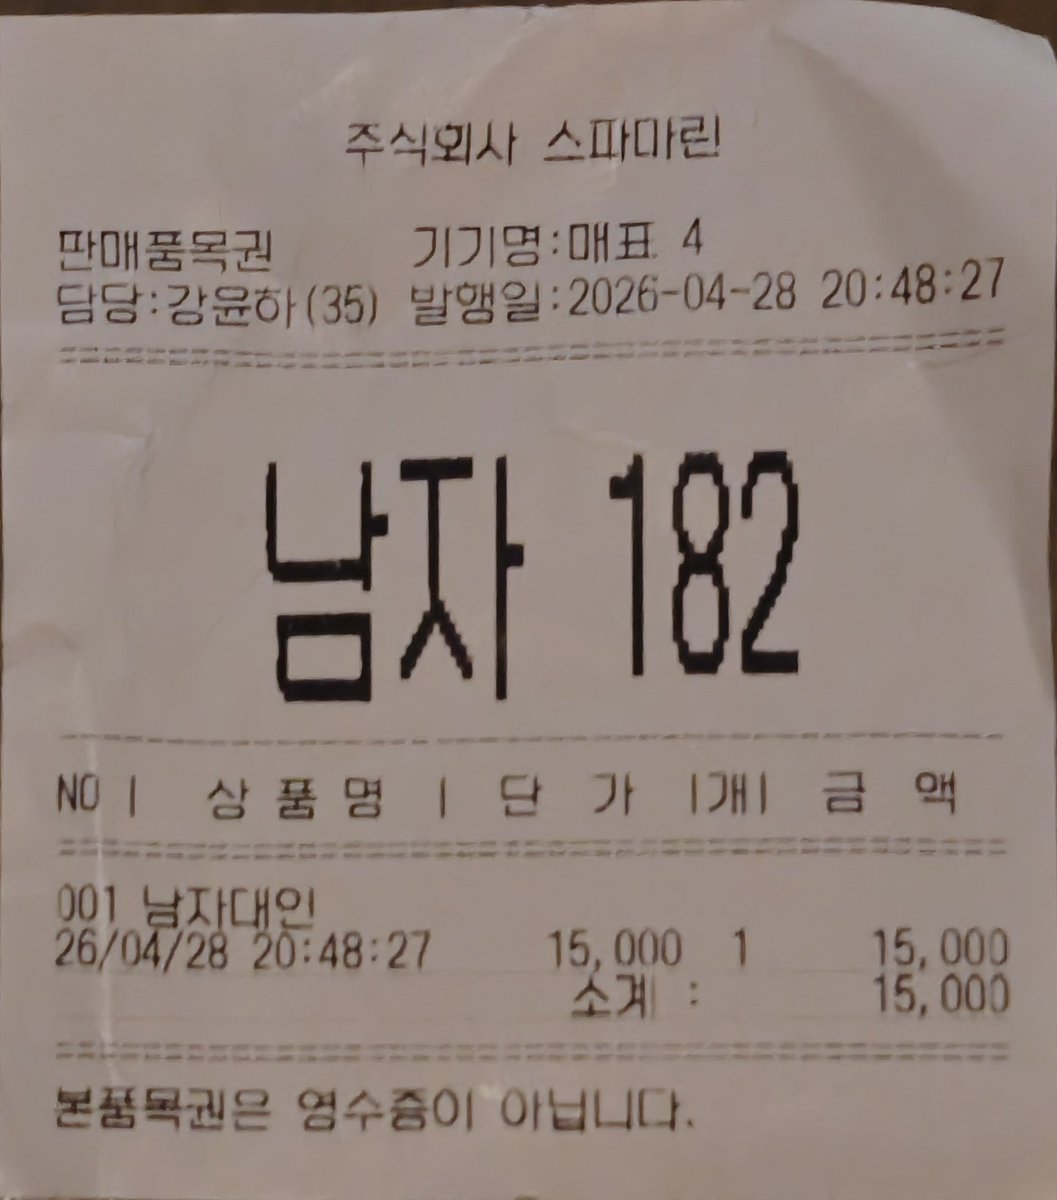 주식회사 스파마린
판매품목권 기기명:매표 4
담당:강윤하(35) 발행일:2026-04-28 20:48:27
남자 182
NO | 상 품 명 | 단 가 |개| 금 액
001 남자대인
26/04/28 20:48:27 15,000 1 15,000
소계 : 15,000
본품목권은 영수증이 아닙니다.